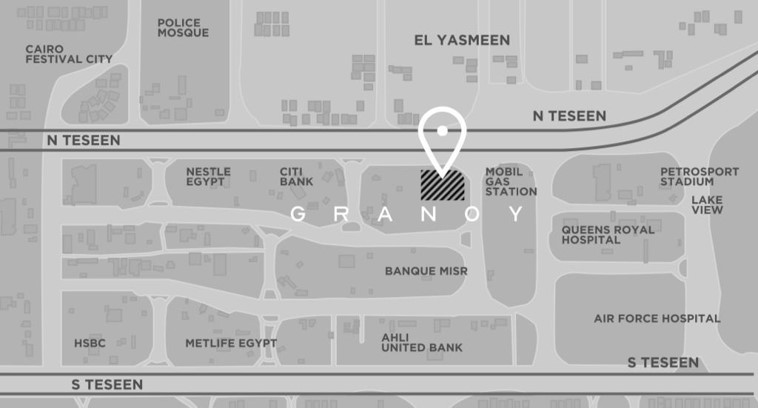 POLICE
MOSQUE
EL YASMEEN
CAIRO
FESTIVAL CITY
N TESEEN
N TESEEN
NESTLE
EGYPT
CITI
BANK
MOBIL
GAS
STATION
PETROSPORT
STADIUM
LAKE
VIEW
GRANOY
QUEENS ROYAL
HOSPITAL
BANQUE MISR
AIR FORCE HOSPITAL
HSBC
METLIFE EGYPT
AHLI
UNITED BANK
S TESEEN
S TESEEN